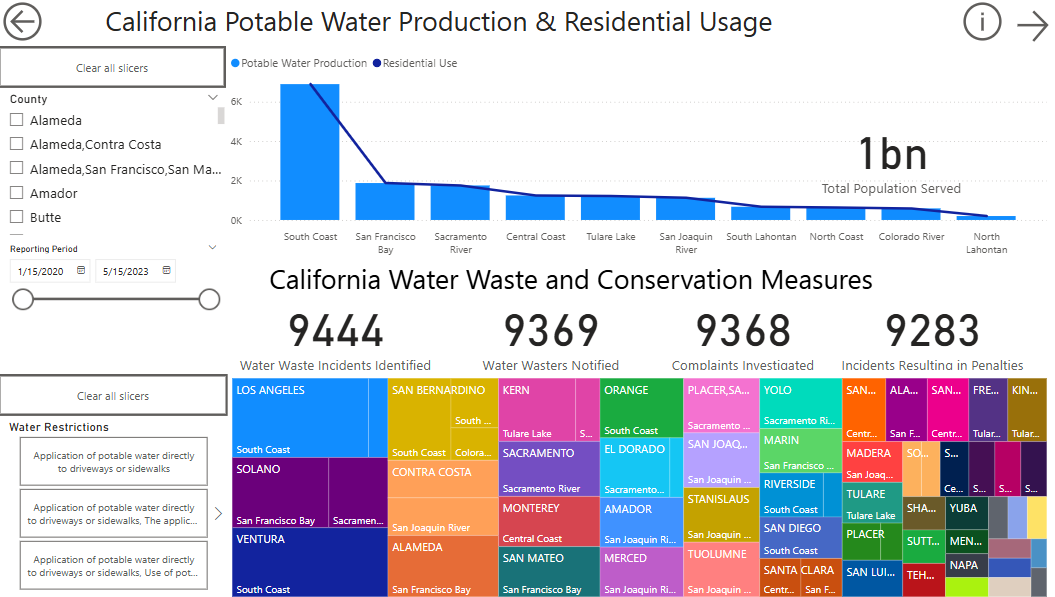 California Potable Water Production & Residential Usage
Clear all slicers
County
Alameda
Alameda,Contra Costa
Alameda,San Francisco,San Ma...
Amador
Butte
Reporting Period
1/15/2020
5/15/2023
Potable Water Production
Residential Use
6K
4K
2K
0K
1bn
Total Population Served
South Coast
San Francisco
Bay
Sacramento
River
Central Coast
Tulare Lake
San Joaquin
River
South Lahontan
North Coast
Colorado River
North
Lahontan
California Water Waste and Conservation Measures
9444
Water Waste Incidents Identified
9369
Water Wasters Notified
9368
Complaints Investigated
9283
Incidents Resulting in Penalties
Clear all slicers
Water Restrictions
Application of potable water directly
to driveways or sidewalks
Application of potable water directly
to driveways or sidewalks, The applic...
Application of potable water directly
to driveways or sidewalks, Use of pot...
LOS ANGELES
South Coast
SOLANO
San Francisco Bay
Sacramen...
VENTURA
South Coast
SAN BERNARDINO
South ...
South Coast
Colora...
CONTRA COSTA
San Joaquin River
ALAMEDA
San Francisco Bay
KERN
Tulare Lake
S...
SACRAMENTO
Sacramento River
MONTEREY
Central Coast
SAN MATEO
San Francisco Bay
ORANGE
South Coast
EL DORADO
Sacramento...
AMADOR
San Joaquin Ri...
MERCED
San Joaquin Ri...
PLACER,SA...
Sacramento ...
SAN JOAQ...
San Joaquin ...
STANISLAUS
San Joaquin ...
TUOLUMNE
San Joaquin ...
YOLO
Sacramento Ri...
MARIN
San Francisco ...
RIVERSIDE
South Coast
SAN DIEGO
South Coast
SANTA CLARA
Centr...
San F...
SAN...
Centr...
ALA...
San F...
SAN...
Centr...
FRE...
Tular...
KIN...
Tular...
MADERA
San Joaq...
SO...
S...
Ce...
S...
S...
S...
TULARE
Tulare Lake
PLACER
SAN LUI...
SHA...
SUTT...
TEH...
YUBA
MEN...
NAPA